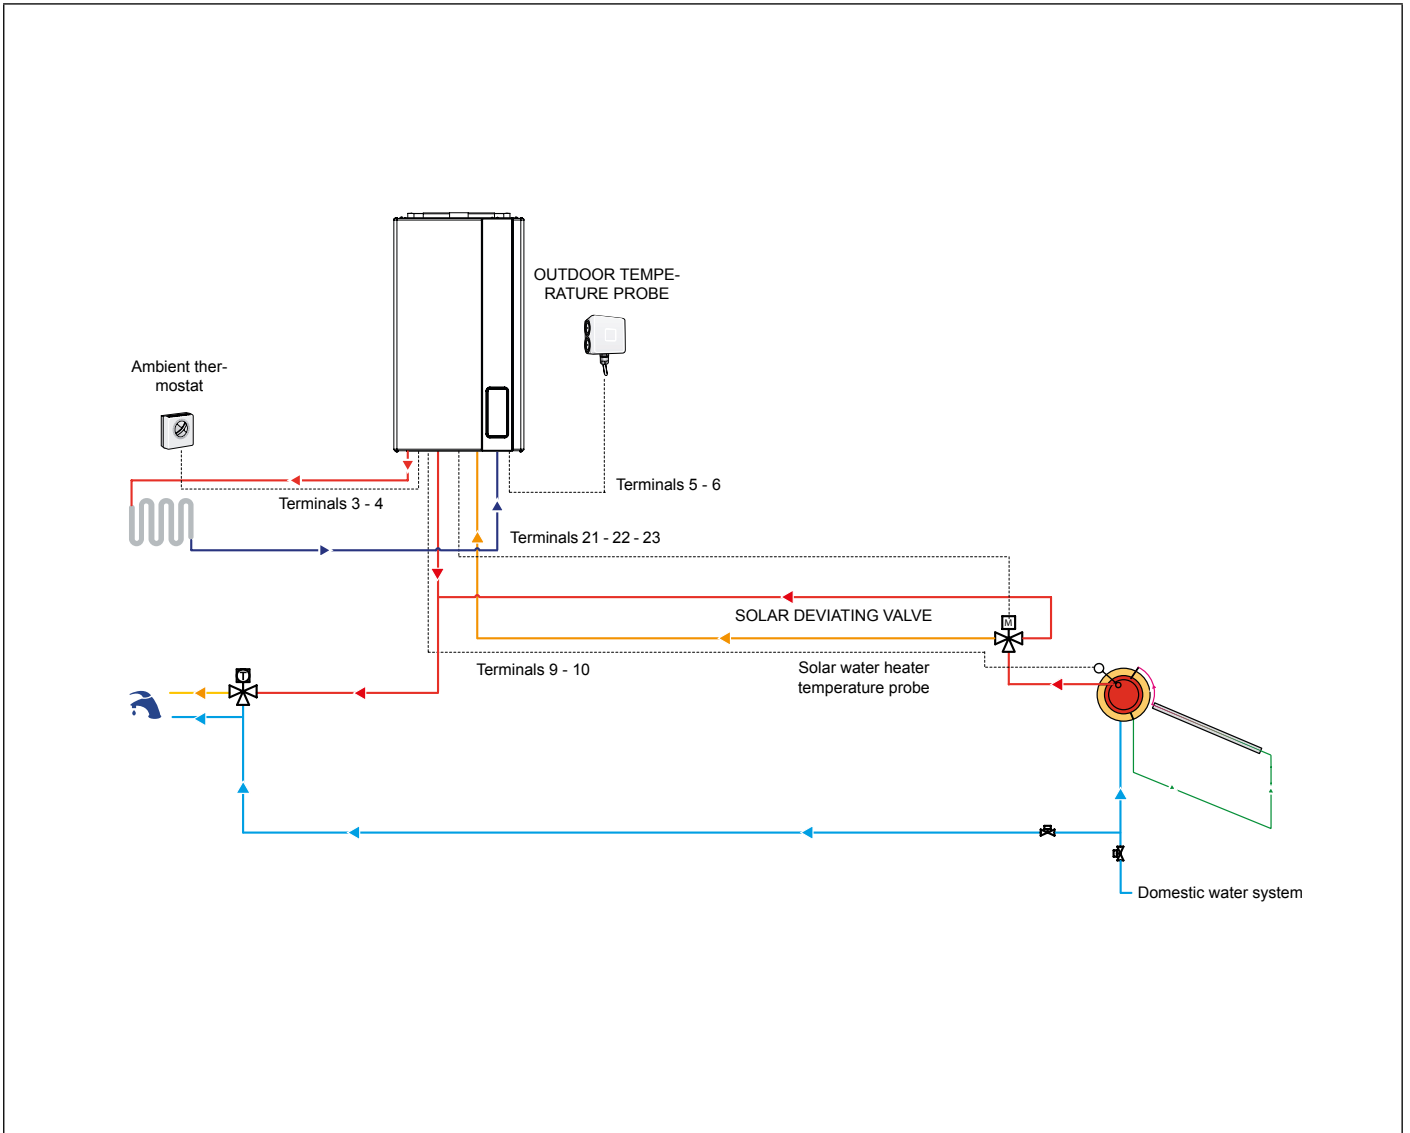 OUTDOOR TEMPE-
RATURE PROBE
Ambient ther-
mostat
Terminals 3 - 4
Terminals 5 - 6
Terminals 21 - 22 - 23
M
SOLAR DEVIATING VALVE
Terminals 9 - 10
Solar water heater
temperature probe
T
Domestic water system